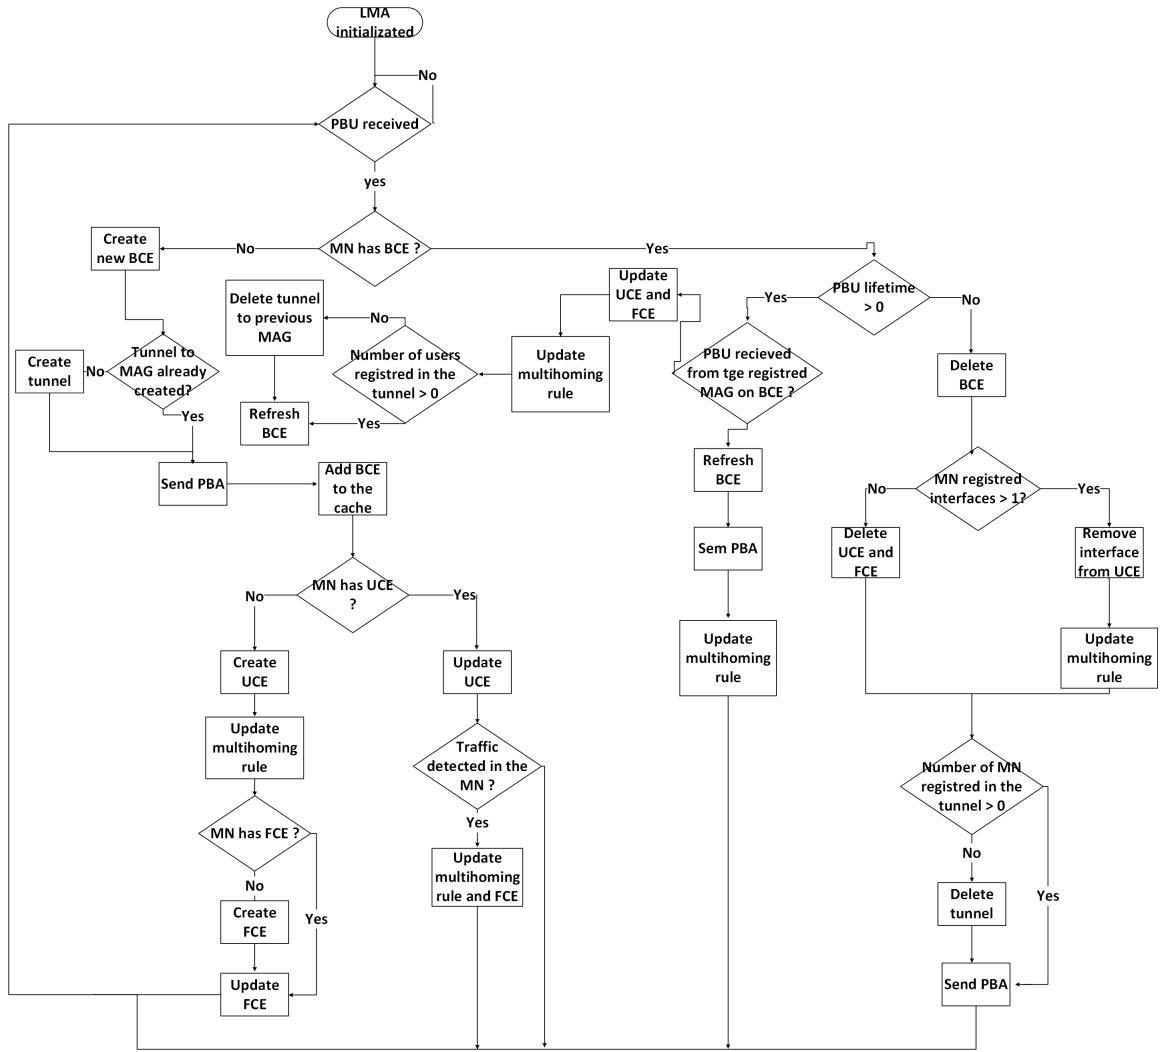 LMA
initializated
No
PBU received
yes
MN has BCE ?
No
Yes
Create
new BCE
Tunnel to
MAG already
created?
No
Create
tunnel
Yes
Send PBA
Add BCE
to the
cache
Delete tunnel
to previous
MAG
No
Number of users
registred in the
tunnel > 0
Yes
Refresh
BCE
Update
UCE and
FCE
Update
multihoming
rule
PBU lifetime
> 0
Yes
No
PBU recieved
from tge registred
MAG on BCE ?
Refresh
BCE
Sem PBA
Update
multihoming
rule
Delete
BCE
MN registred
interfaces > 1?
No
Yes
Delete
UCE and
FCE
Remove
interface
from UCE
Update
multihoming
rule
Number of MN
registred in the
tunnel > 0
No
Yes
Delete
tunnel
Send PBA
MN has UCE
?
No
Yes
Create
UCE
Update
multihoming
rule
MN has FCE ?
No
Yes
Create
FCE
Update
FCE
Update
UCE
Traffic
detected in the
MN ?
Yes
Update
multihoming
rule and FCE